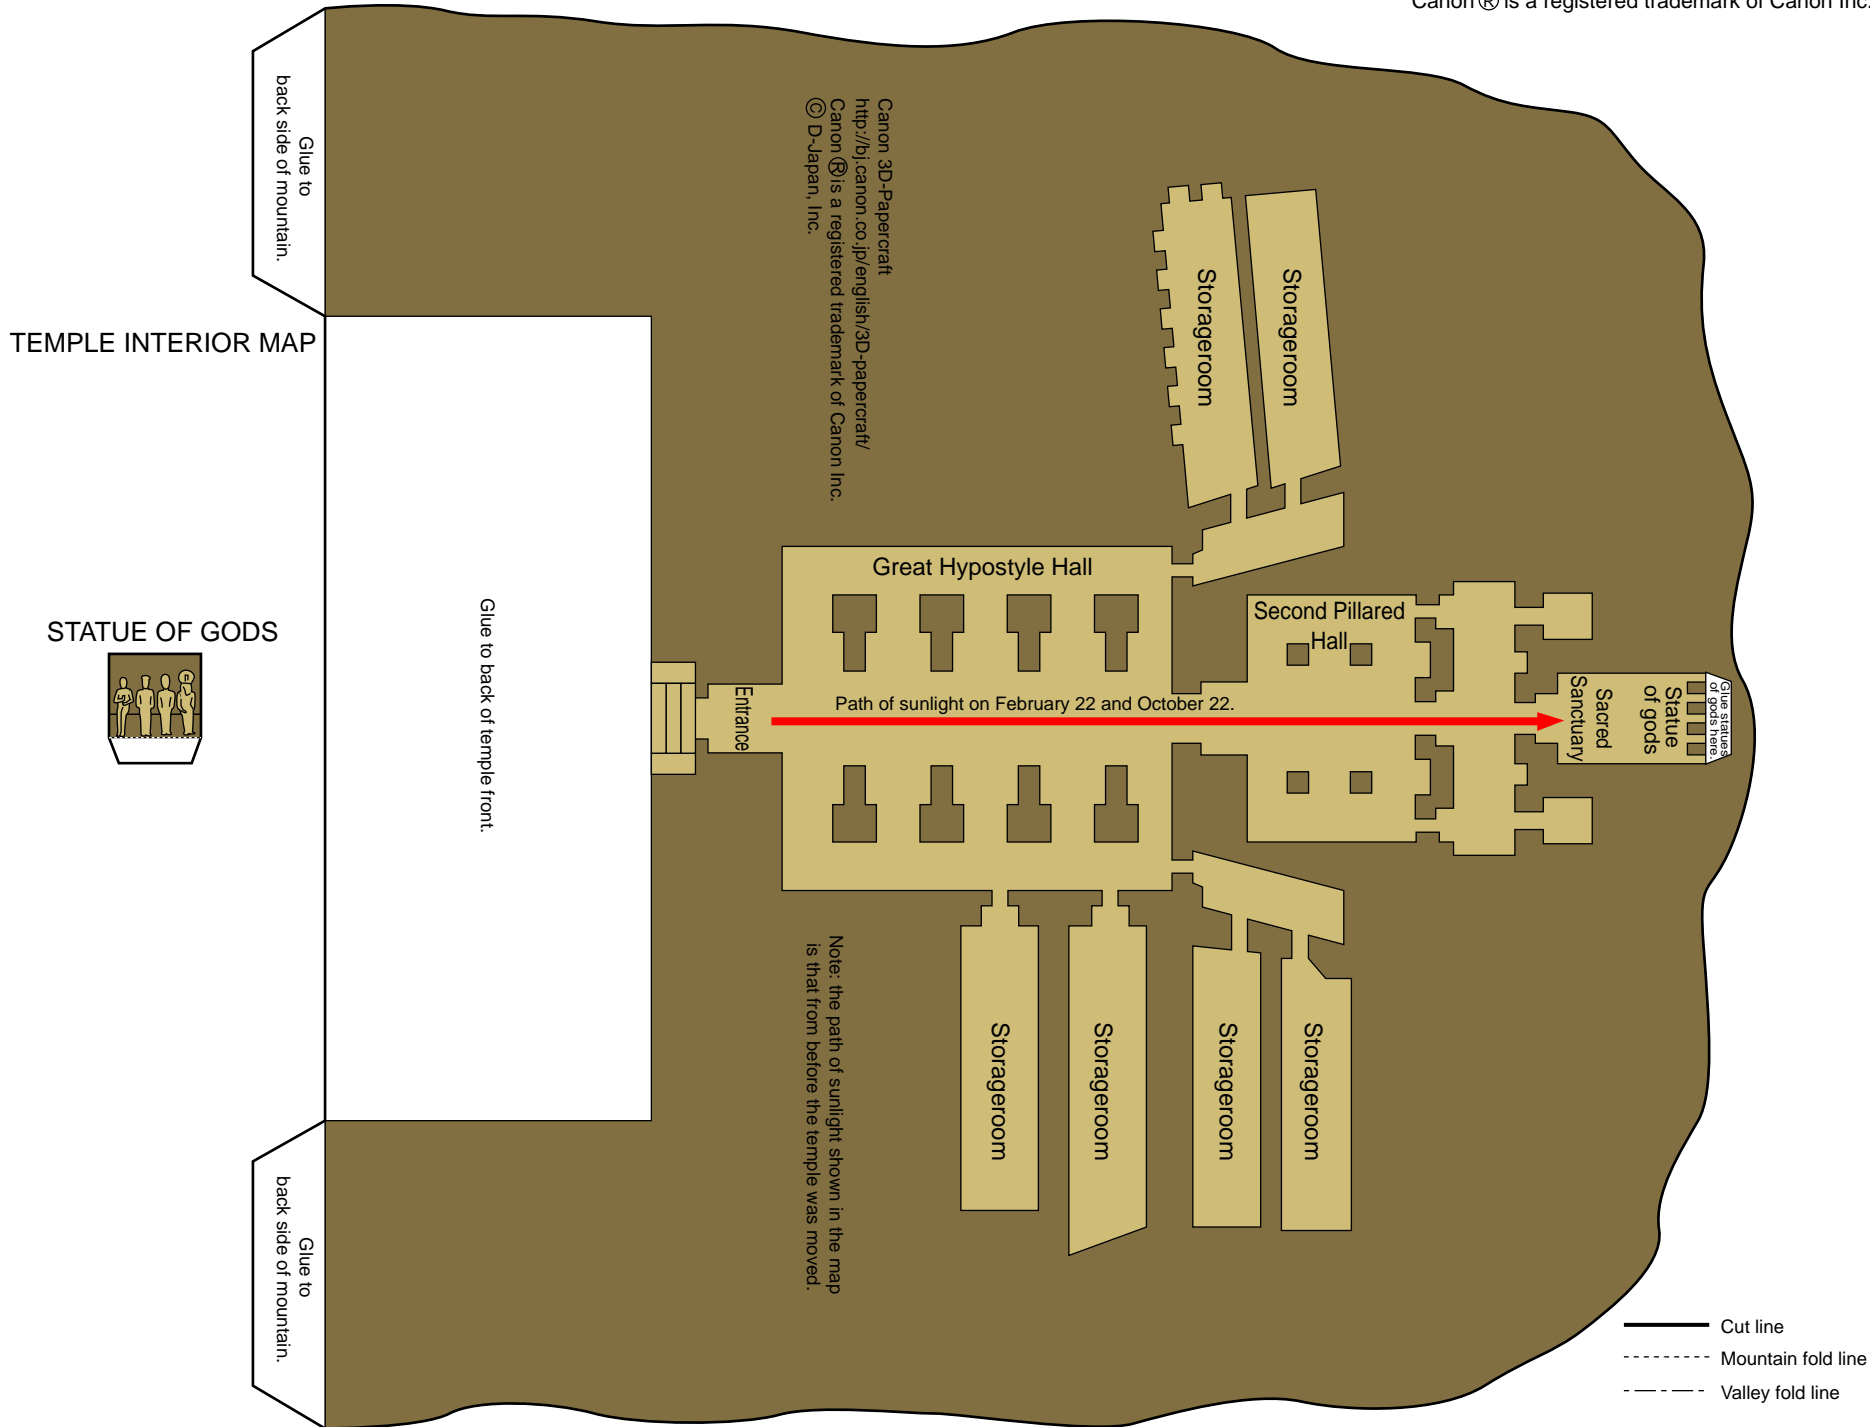 Canon ® is a registered trademark of Canon Inc.
Glue to
back side of mountain.
Canon 3D-Papercraft
http://bj.canon.co.jp/english/3D-papercraft/
Canon ® is a registered trademark of Canon Inc.
© D-Japan, Inc.
TEMPLE INTERIOR MAP
Storageroom
Storageroom
Great Hypostyle Hall
Second Pillared
Hall
STATUE OF GODS
Glue to back of temple front.
Entrance
Path of sunlight on February 22 and October 22.
Sacred
Sanctuary
Statue
of gods
Glue statues
of gods here.
Note: the path of sunlight shown in the map
is that from before the temple was moved.
Storageroom
Storageroom
Storageroom
Storageroom
Glue to
back side of mountain.
Cut line
Mountain fold line
Valley fold line